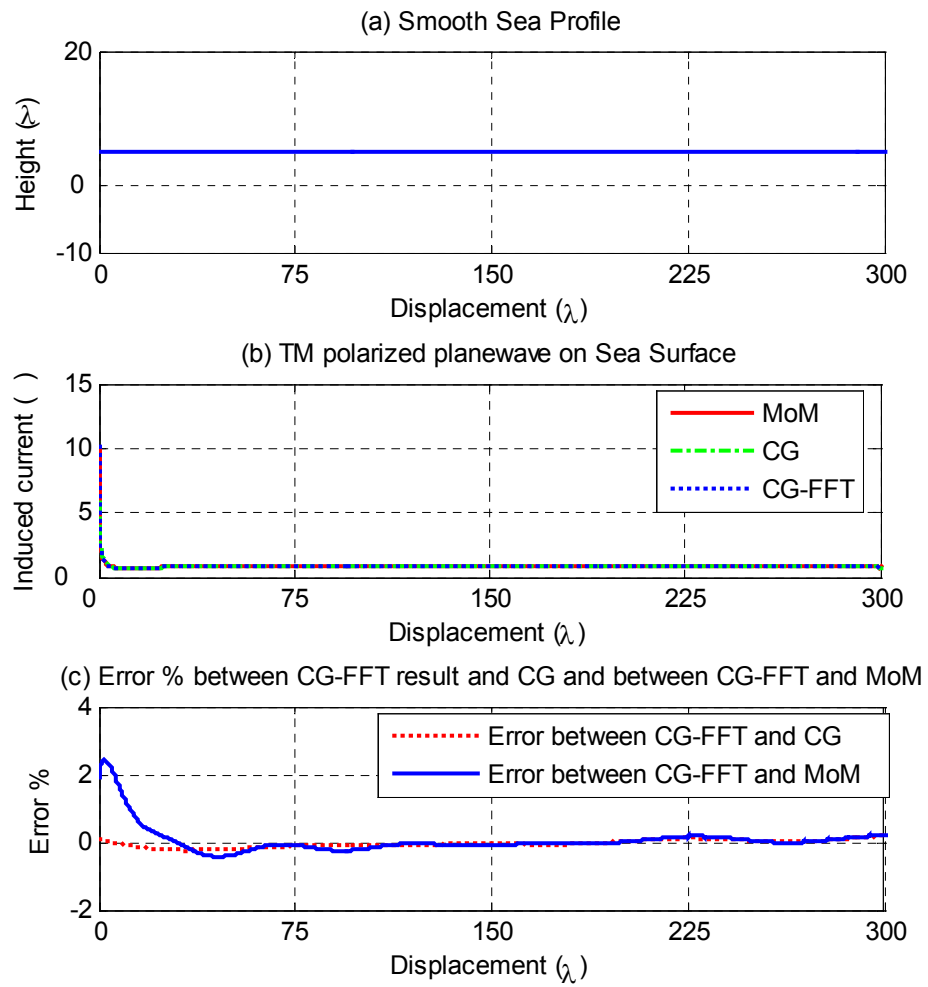 (a) Smooth Sea Profile
20
0
-10
Height (λ)
0 75 150 225 300
Displacement (λ)
(b) TM polarized planewave on Sea Surface
15
10
5
0
Induced current ( )
MoM
CG
CG-FFT
0 75 150 225 300
Displacement (λ)
(c) Error % between CG-FFT result and CG and between CG-FFT and MoM
4
2
0
-2
Error %
Error between CG-FFT and CG
Error between CG-FFT and MoM
0 75 150 225 300
Displacement (λ)